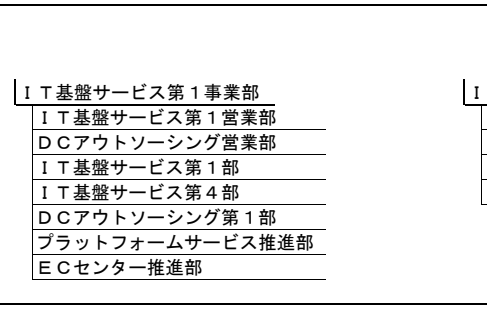 ＩＴ基盤サービス第１事業部
ＩＴ基盤サービス第１営業部
ＤＣアウトソーシング営業部
ＩＴ基盤サービス第１部
ＩＴ基盤サービス第４部
ＤＣアウトソーシング第１部
プラットフォームサービス推進部
ＥＣセンター推進部
Ｉ